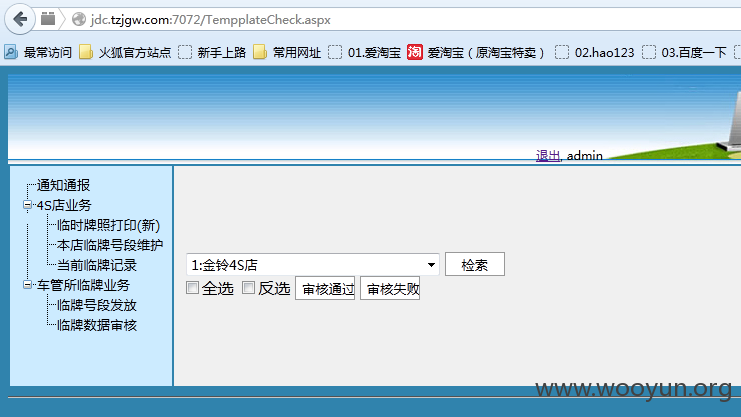 jdc.tzjgw.com:7072/TempplateCheck.aspx
最常访问 火狐官方站点 新手上路 常用网址 01.爱淘宝 淘 爱淘宝（原淘宝特卖） 02.hao123 03.百度一下
退出, admin
通知通报
4S店业务
临时牌照打印(新)
本店临牌号段维护
当前临牌记录
车管所临牌业务
临牌号段发放
临牌数据审核
1:金铃4S店 检索
全选 反选 审核通过 审核失败
www.wooyun.org